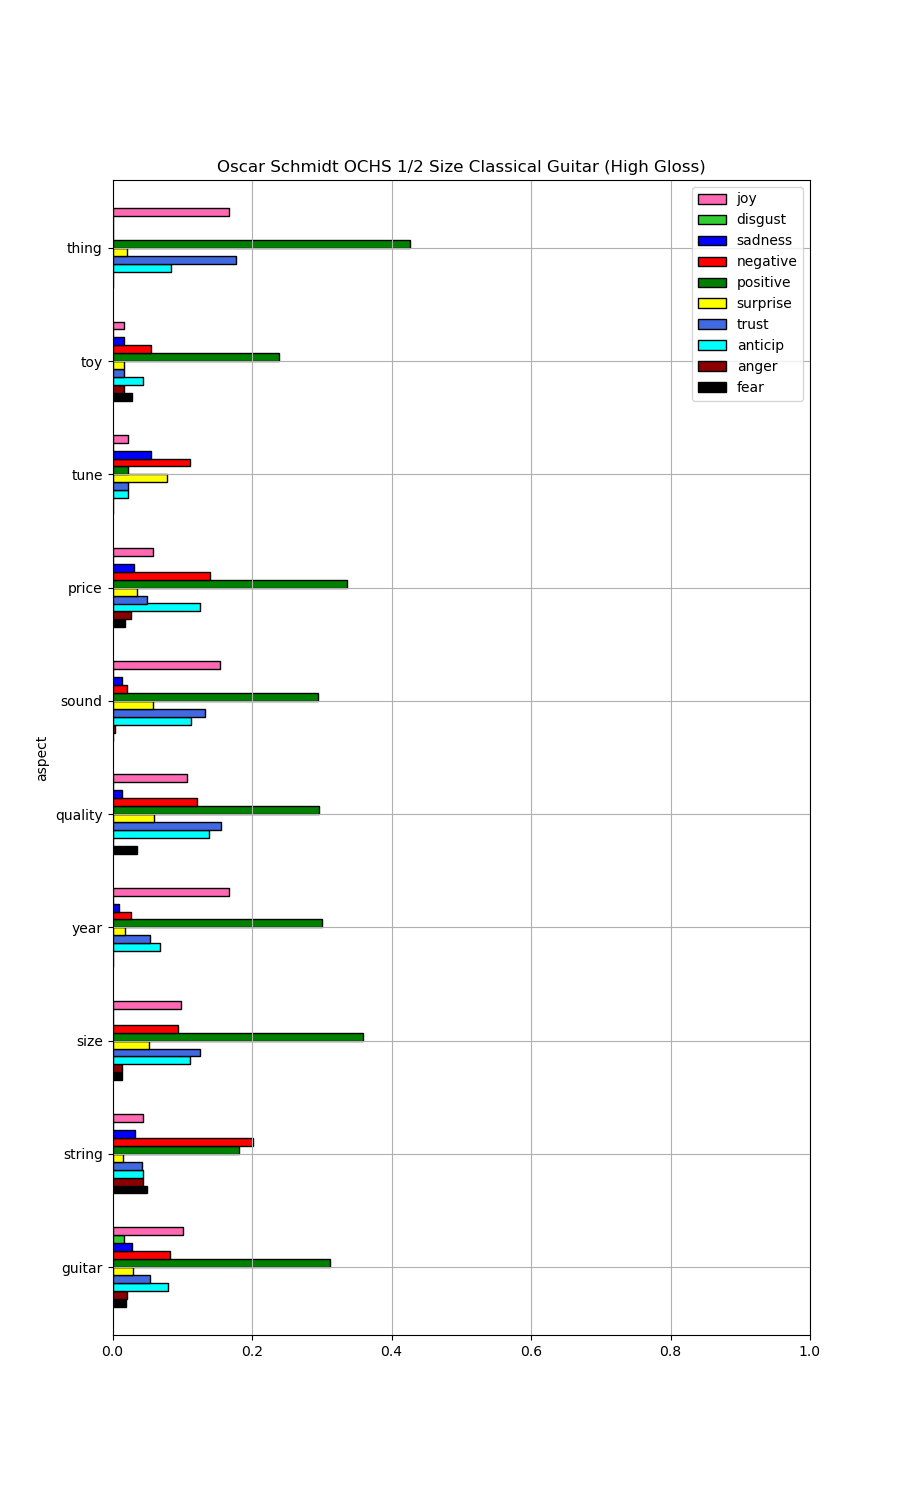 Oscar Schmidt OCHS 1/2 Size Classical Guitar (High Gloss)
joy
disgust
sadness
negative
positive
surprise
trust
anticip
anger
fear
thing
toy
tune
price
sound
quality
year
size
string
guitar
aspect
0.0 0.2 0.4 0.6 0.8 1.0